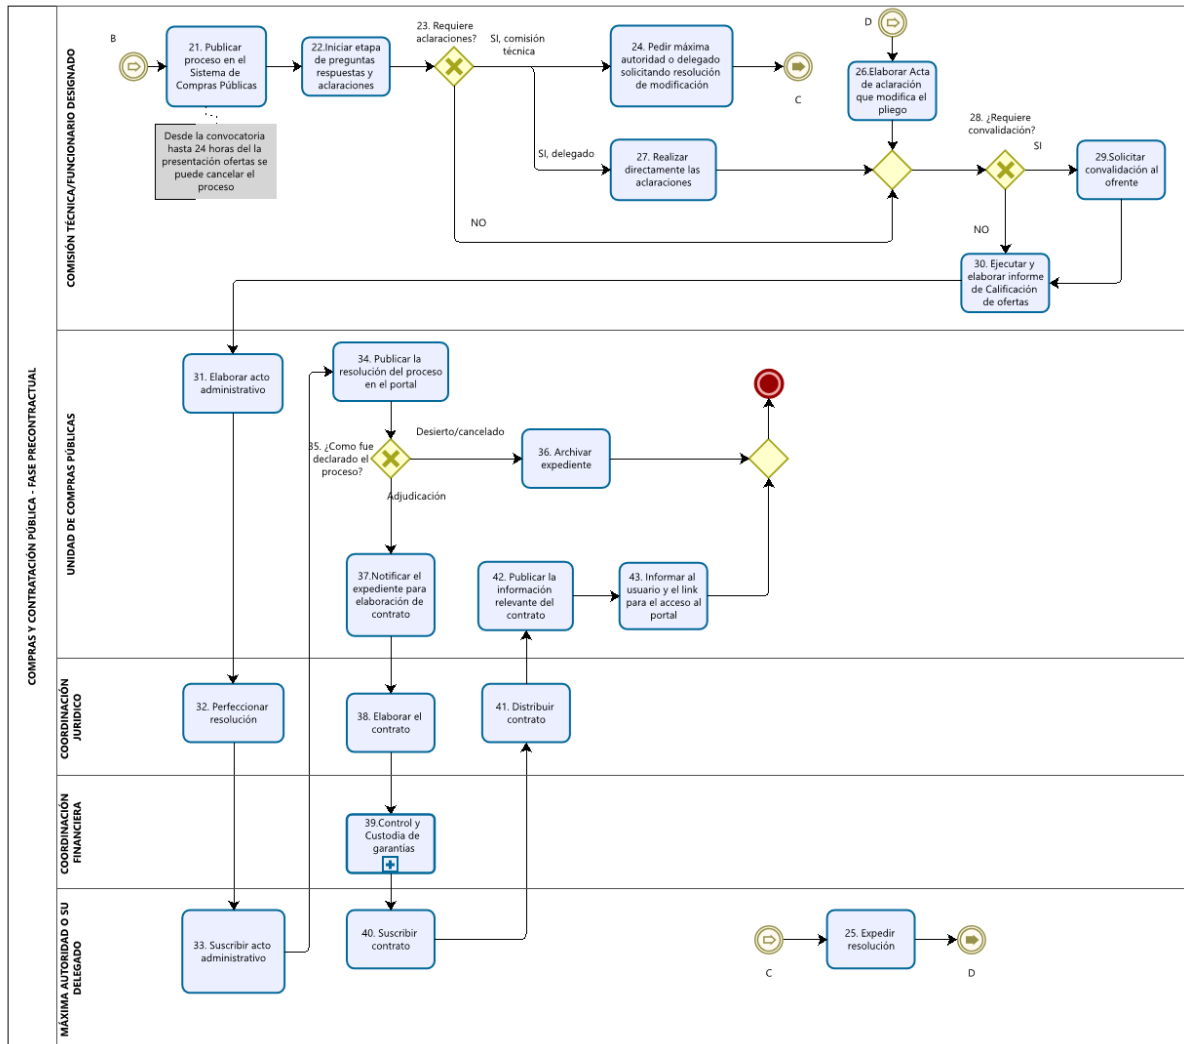 COMPRAS Y CONTRATACIÓN PÚBLICA - FASE PRECONTRACTUAL
COMISIÓN TÉCNICA/FUNCIONARIO DESIGNADO
B
21. Publicar
proceso en el
Sistema de
Compras Públicas
Desde la convocatoria
hasta 24 horas del la
presentación ofertas se
puede cancelar el
proceso
22.Iniciar etapa
de preguntas
respuestas y
aclaraciones
23. Requiere
aclaraciones?
SI, comisión
técnica
24. Pedir máxima
autoridad o delegado
solicitando resolución
de modificación
C
SI, delegado
27. Realizar
directamente las
aclaraciones
NO
D
26.Elaborar Acta
de aclaración
que modifica el
pliego
28. ¿Requiere
convalidación?
SI
29.Solicitar
convalidación al
ofrente
NO
30. Ejecutar y
elaborar informe
de Calificación
de ofertas
UNIDAD DE COMPRAS PÚBLICAS
31. Elaborar acto
administrativo
34. Publicar la
resolución del proceso
en el portal
35. ¿Como fue
declarado el
proceso?
Desierto/cancelado
36. Archivar
expediente
Adjudicación
37.Notificar el
expediente para
elaboración de
contrato
42. Publicar la
información
relevante del
contrato
43. Informar al
usuario y el link
para el acceso al
portal
COORDINACIÓN
JURIDICO
32. Perfeccionar
resolución
38. Elaborar el
contrato
41. Distribuir
contrato
COORDINACIÓN
FINANCIERA
39.Control y
Custodia de
garantías
MÁXIMA AUTORIDAD O SU
DELEGADO
33. Suscribir acto
administrativo
40. Suscribir
contrato
C
25. Expedir
resolución
D